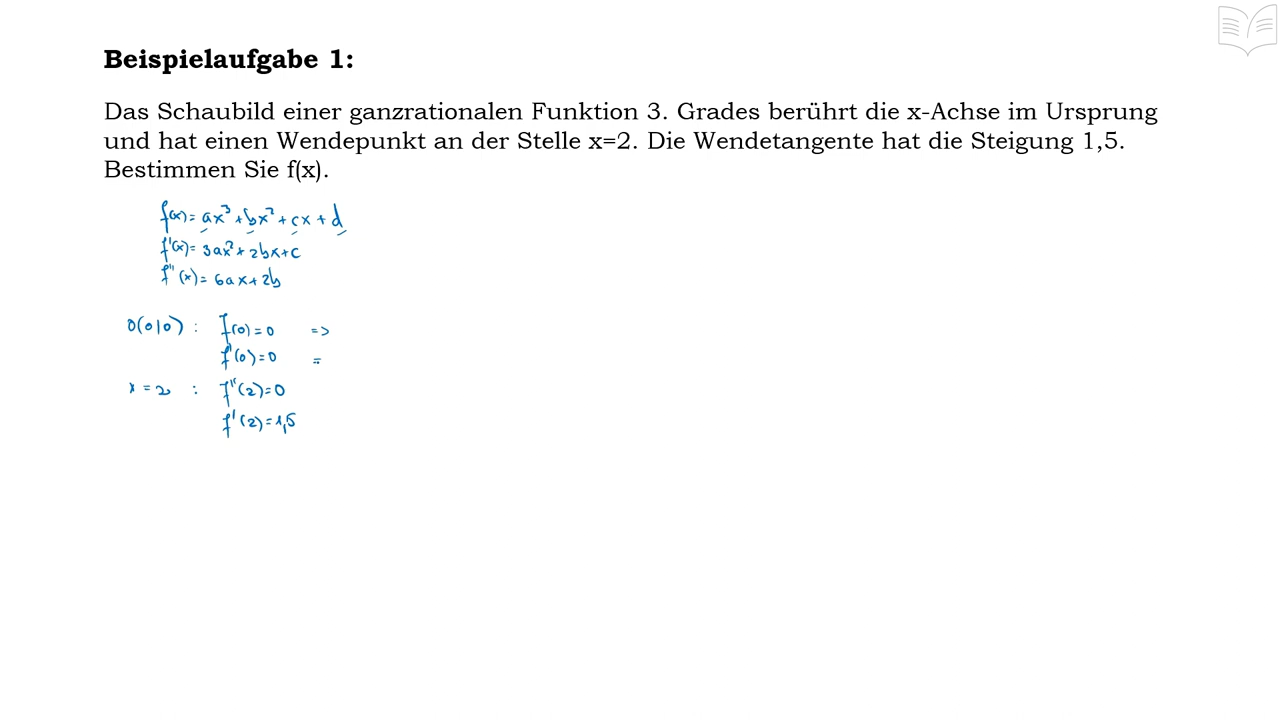 Beispielaufgabe 1:
Das Schaubild einer ganzrationalen Funktion 3. Grades berührt die x-Achse im Ursprung
und hat einen Wendepunkt an der Stelle x=2. Die Wendetangente hat die Steigung 1,5.
Bestimmen Sie f(x).
f(x)= ax³+bx²+cx+d
f'(x)= 3ax²+2bx+c
f''(x)= 6ax+2b
O(0|0) : f(0)=0 =>
f'(0)=0 =
x=2 : f''(2)=0
f'(2)=1,5